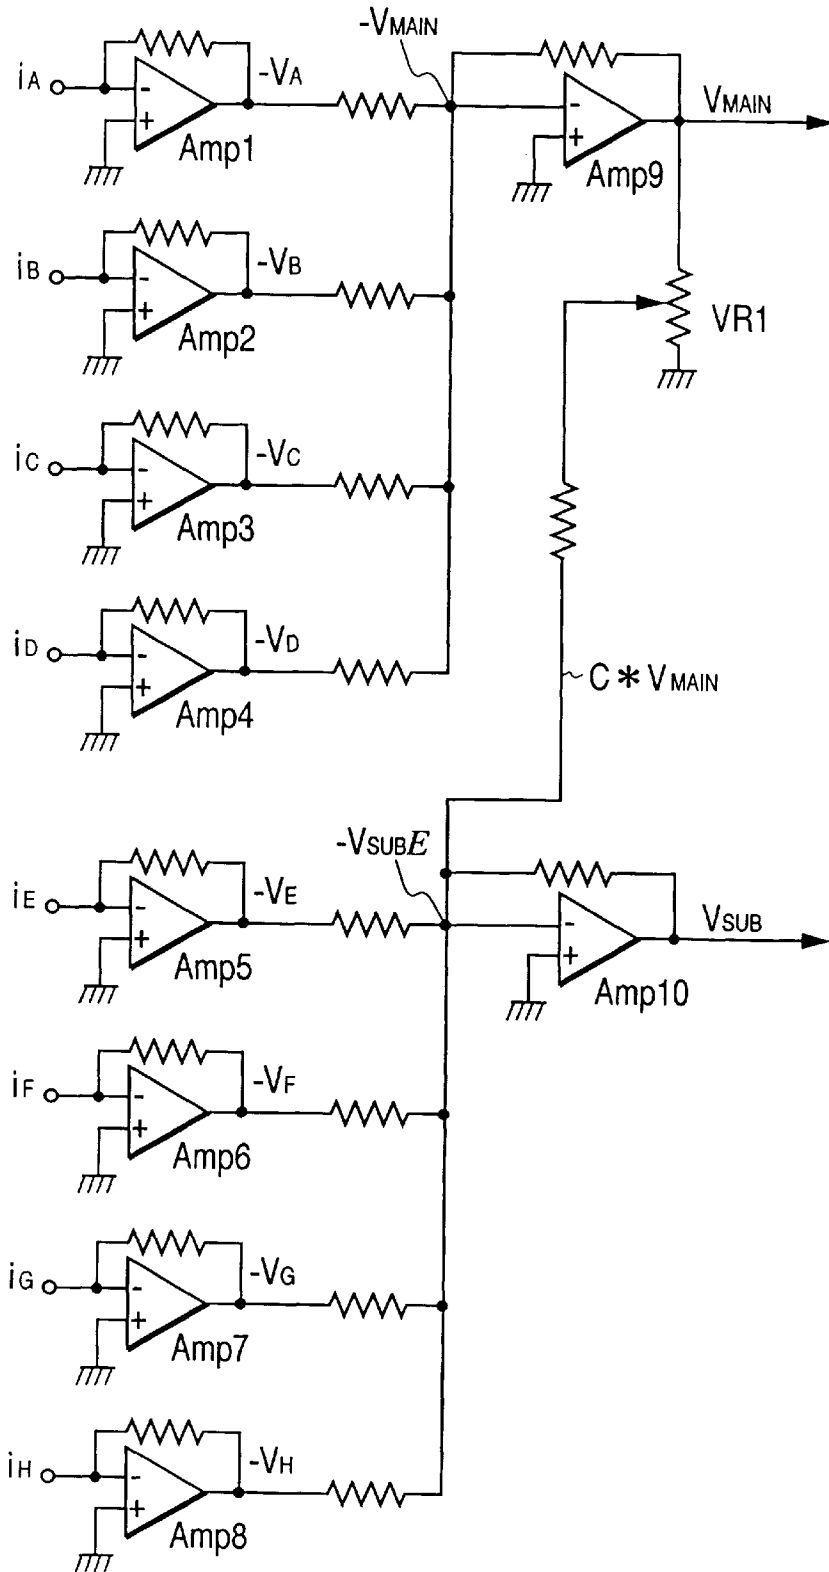 -VMAIN
iA
-VA
- +
Amp1
- +
Amp9
VMAIN
iB
-VB
- +
Amp2
VR1
iC
-VC
- +
Amp3
iD
-VD
- +
Amp4
C * VMAIN
-VSUBE
iE
-VE
- +
Amp5
- +
Amp10
VSUB
iF
-VF
- +
Amp6
iG
-VG
- +
Amp7
iH
-VH
- +
Amp8